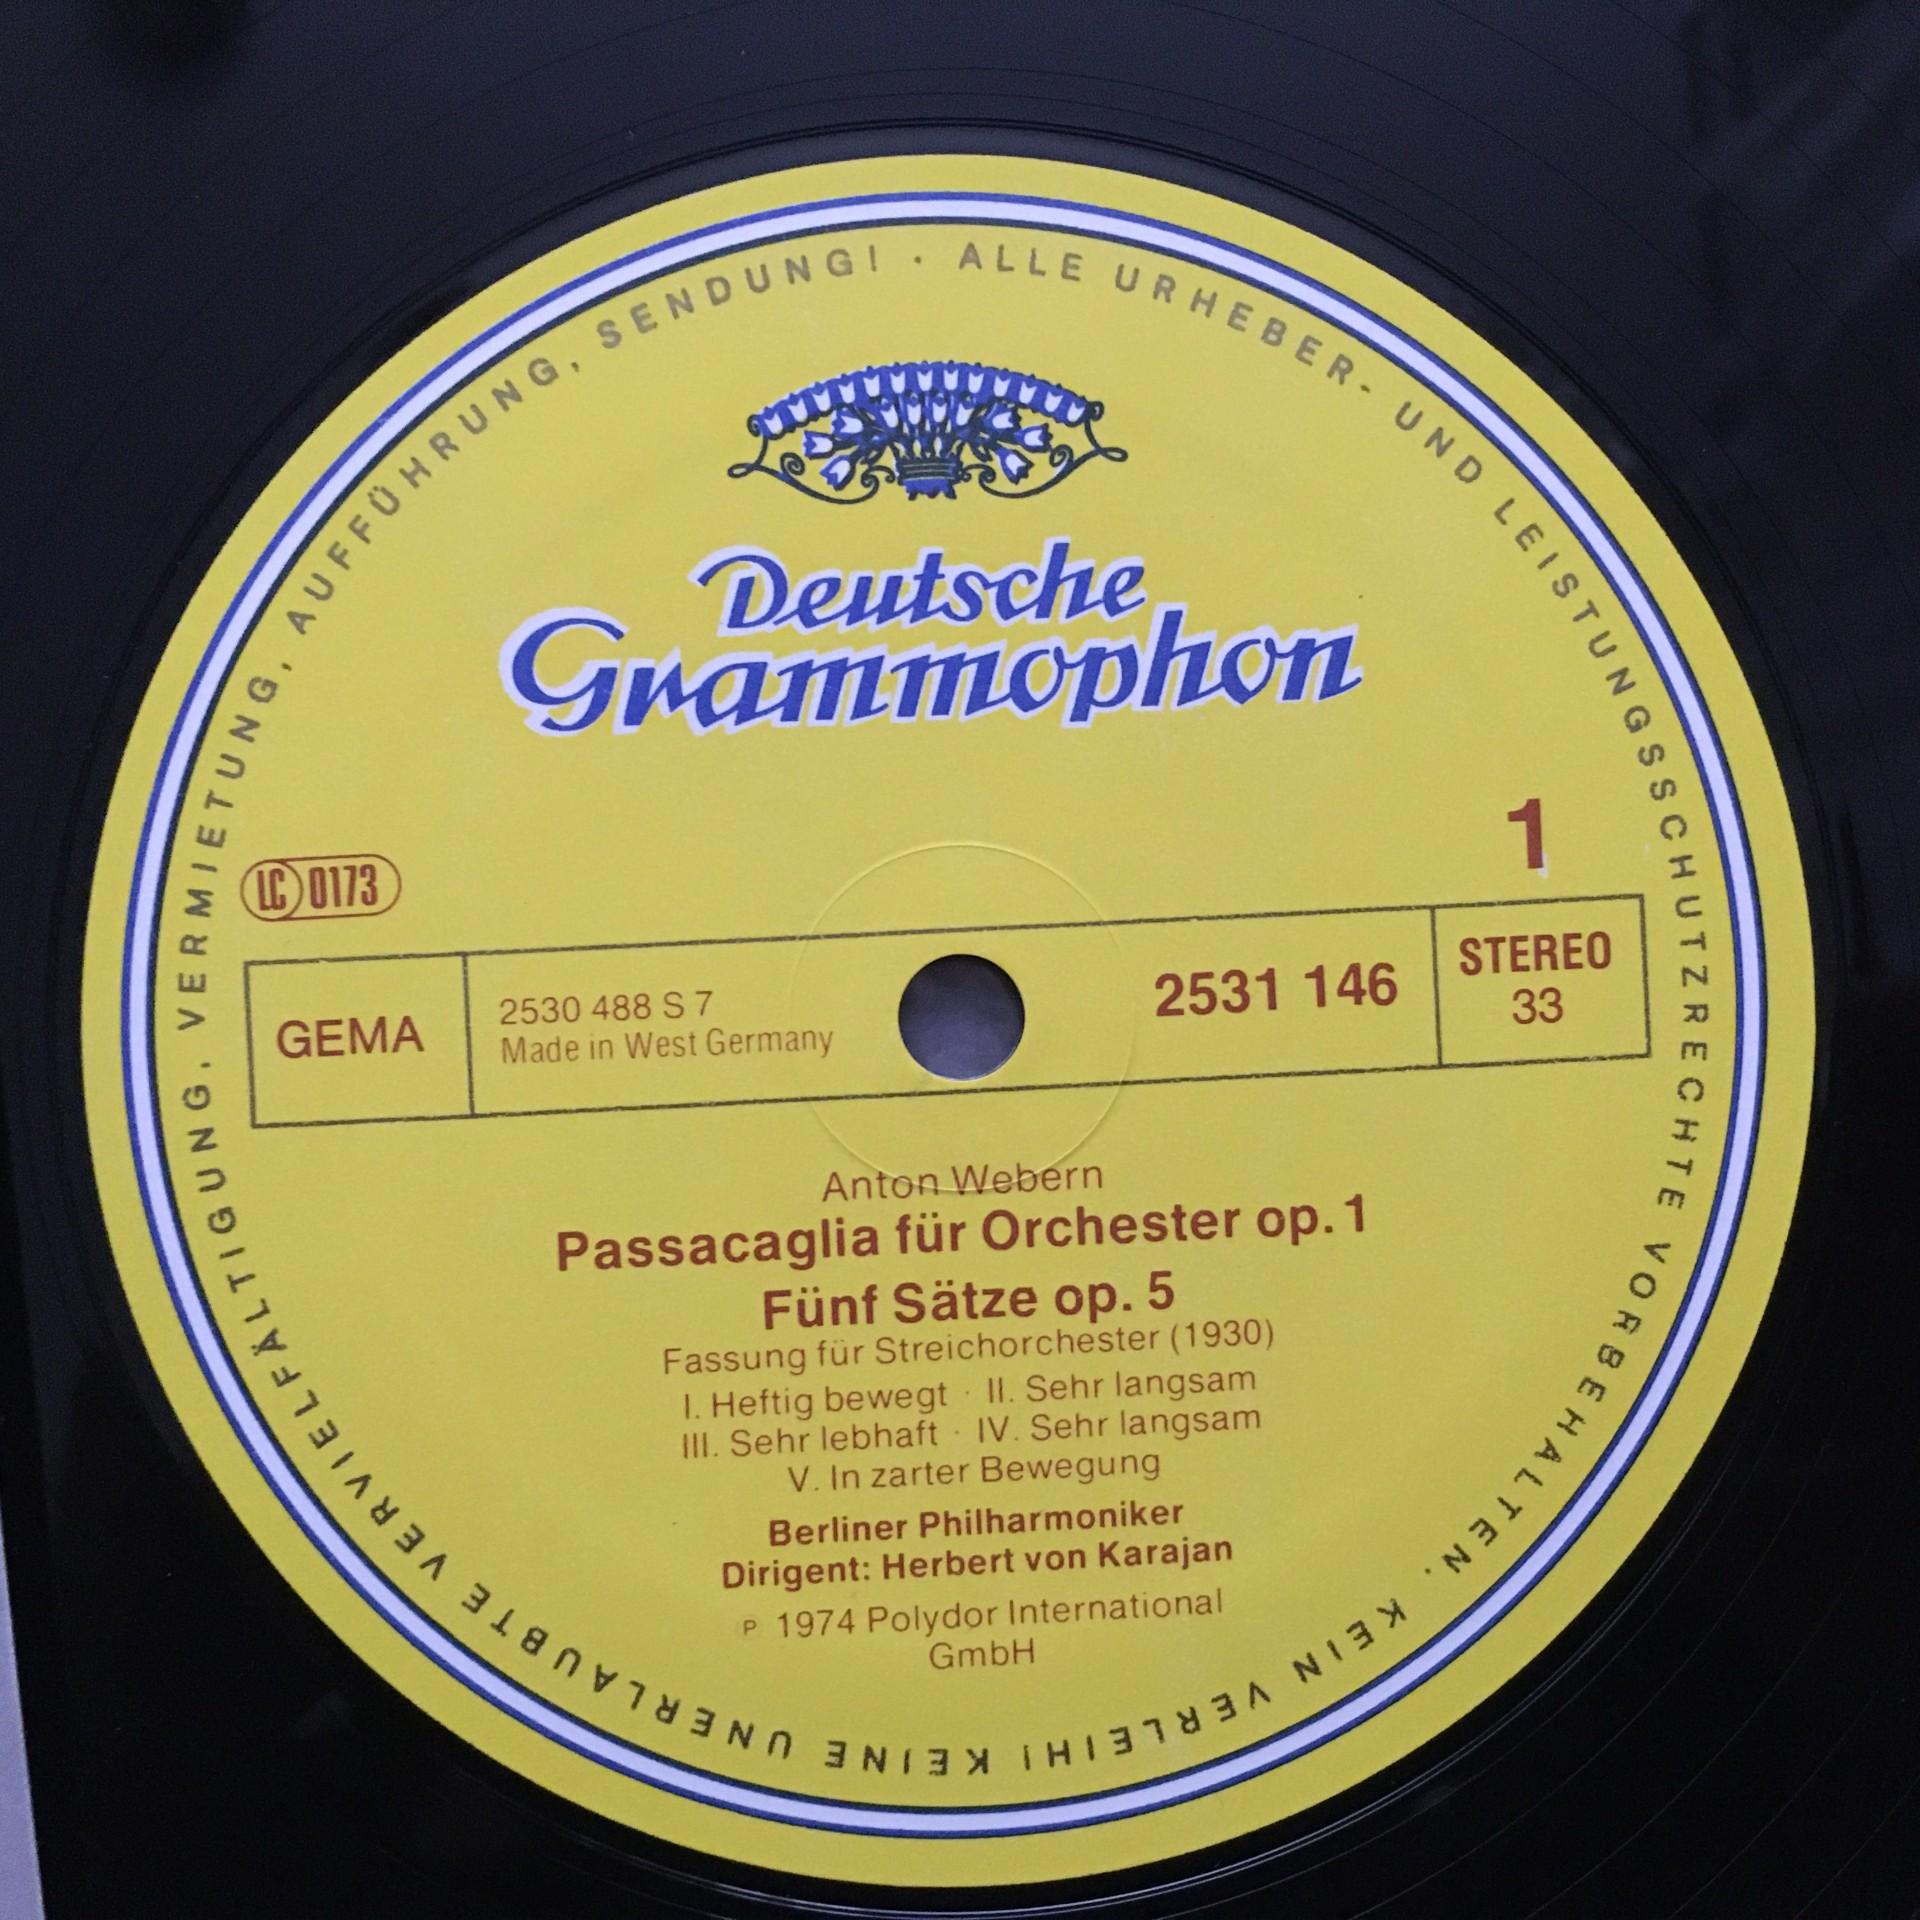 ALLE URHEBER- UND LEISTUNGSSCHUTZRECHTE VORBEHALTEN. KEIN VERLEIH! KEINE UNERLAUBTE VERVIELFÄLTIGUNG, VERMIETUNG, AUFFÜHRUNG, SENDUNG! ·
Deutsche
Grammophon
1
LC 0173
GEMA
2530 488 S 7
Made in West Germany
2531 146
STEREO
33
Anton Webern
Passacaglia für Orchester op. 1
Fünf Sätze op. 5
Fassung für Streichorchester (1930)
I. Heftig bewegt · II. Sehr langsam
III. Sehr lebhaft · IV. Sehr langsam
V. In zarter Bewegung
Berliner Philharmoniker
Dirigent: Herbert von Karajan
℗ 1974 Polydor International
GmbH